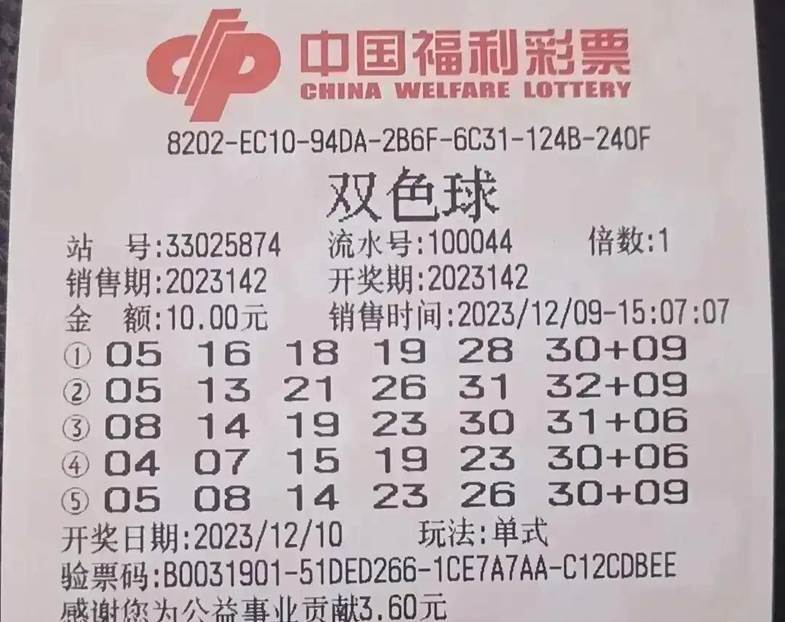 中国福利彩票
CHINA WELFARE LOTTERY
8202-EC10-94DA-2B6F-6C31-124B-240F
双色球
站 号:33025874 流水号:100044 倍数:1
销售期:2023142 开奖期:2023142
金 额:10.00元 销售时间:2023/12/09-15:07:07
① 05 16 18 19 28 30+09
② 05 13 21 26 31 32+09
③ 08 14 19 23 30 31+06
④ 04 07 15 19 23 30+06
⑤ 05 08 14 23 26 30+09
开奖日期:2023/12/10 玩法:单式
验票码:B0031901-51DED266-1CE7A7AA-C12CDBEE
感谢您为公益事业贡献3.60元